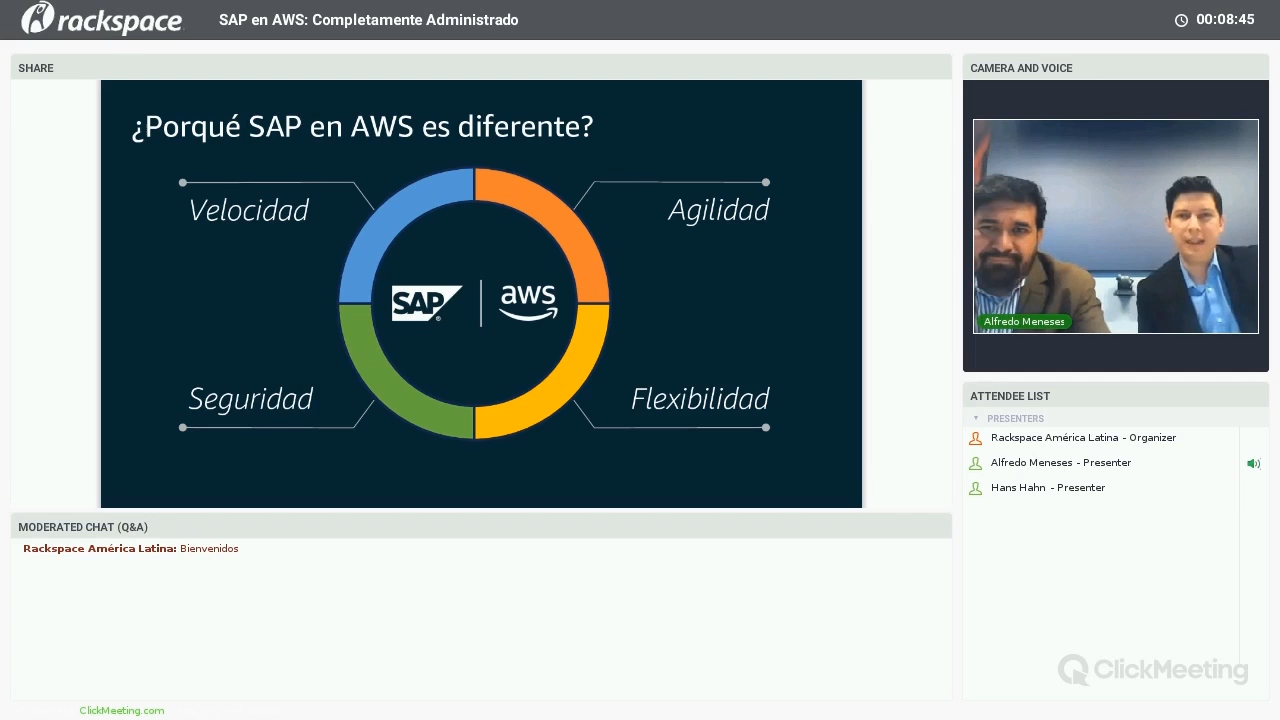 rackspace
SAP en AWS: Completamente Administrado
00:08:45
SHARE
¿Porqué SAP en AWS es diferente?
Velocidad
Agilidad
SAP ®
aws
Seguridad
Flexibilidad
MODERATED CHAT (Q&A)
Rackspace América Latina: Bienvenidos
ClickMeeting.com
CAMERA AND VOICE
Alfredo Meneses
ATTENDEE LIST
PRESENTERS
Rackspace América Latina - Organizer
Alfredo Meneses - Presenter
Hans Hahn - Presenter
ClickMeeting